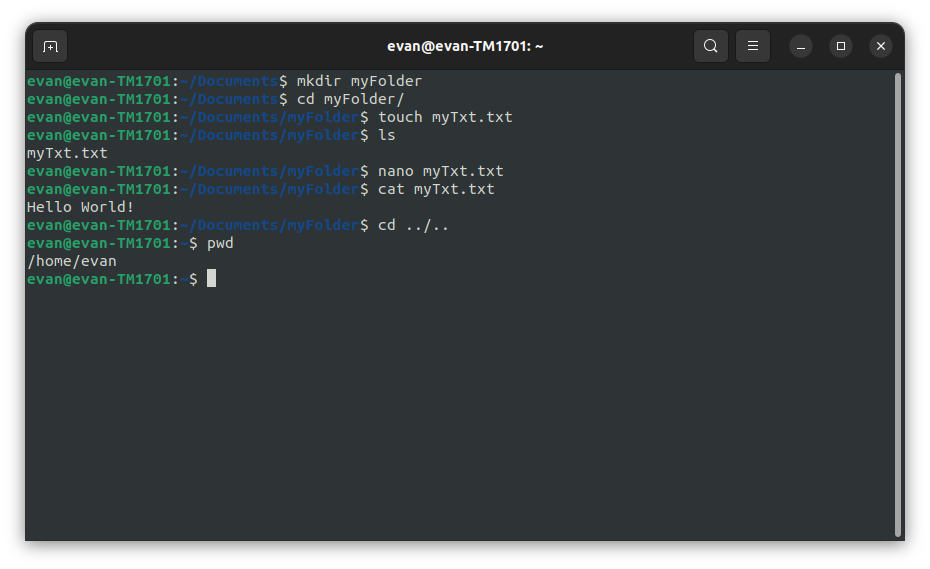 evan@evan-TM1701: ~
evan@evan-TM1701:~/Documents$ mkdir myFolder
evan@evan-TM1701:~/Documents$ cd myFolder/
evan@evan-TM1701:~/Documents/myFolder$ touch myTxt.txt
evan@evan-TM1701:~/Documents/myFolder$ ls
myTxt.txt
evan@evan-TM1701:~/Documents/myFolder$ nano myTxt.txt
evan@evan-TM1701:~/Documents/myFolder$ cat myTxt.txt
Hello World!
evan@evan-TM1701:~/Documents/myFolder$ cd ../..
evan@evan-TM1701:~$ pwd
/home/evan
evan@evan-TM1701:~$